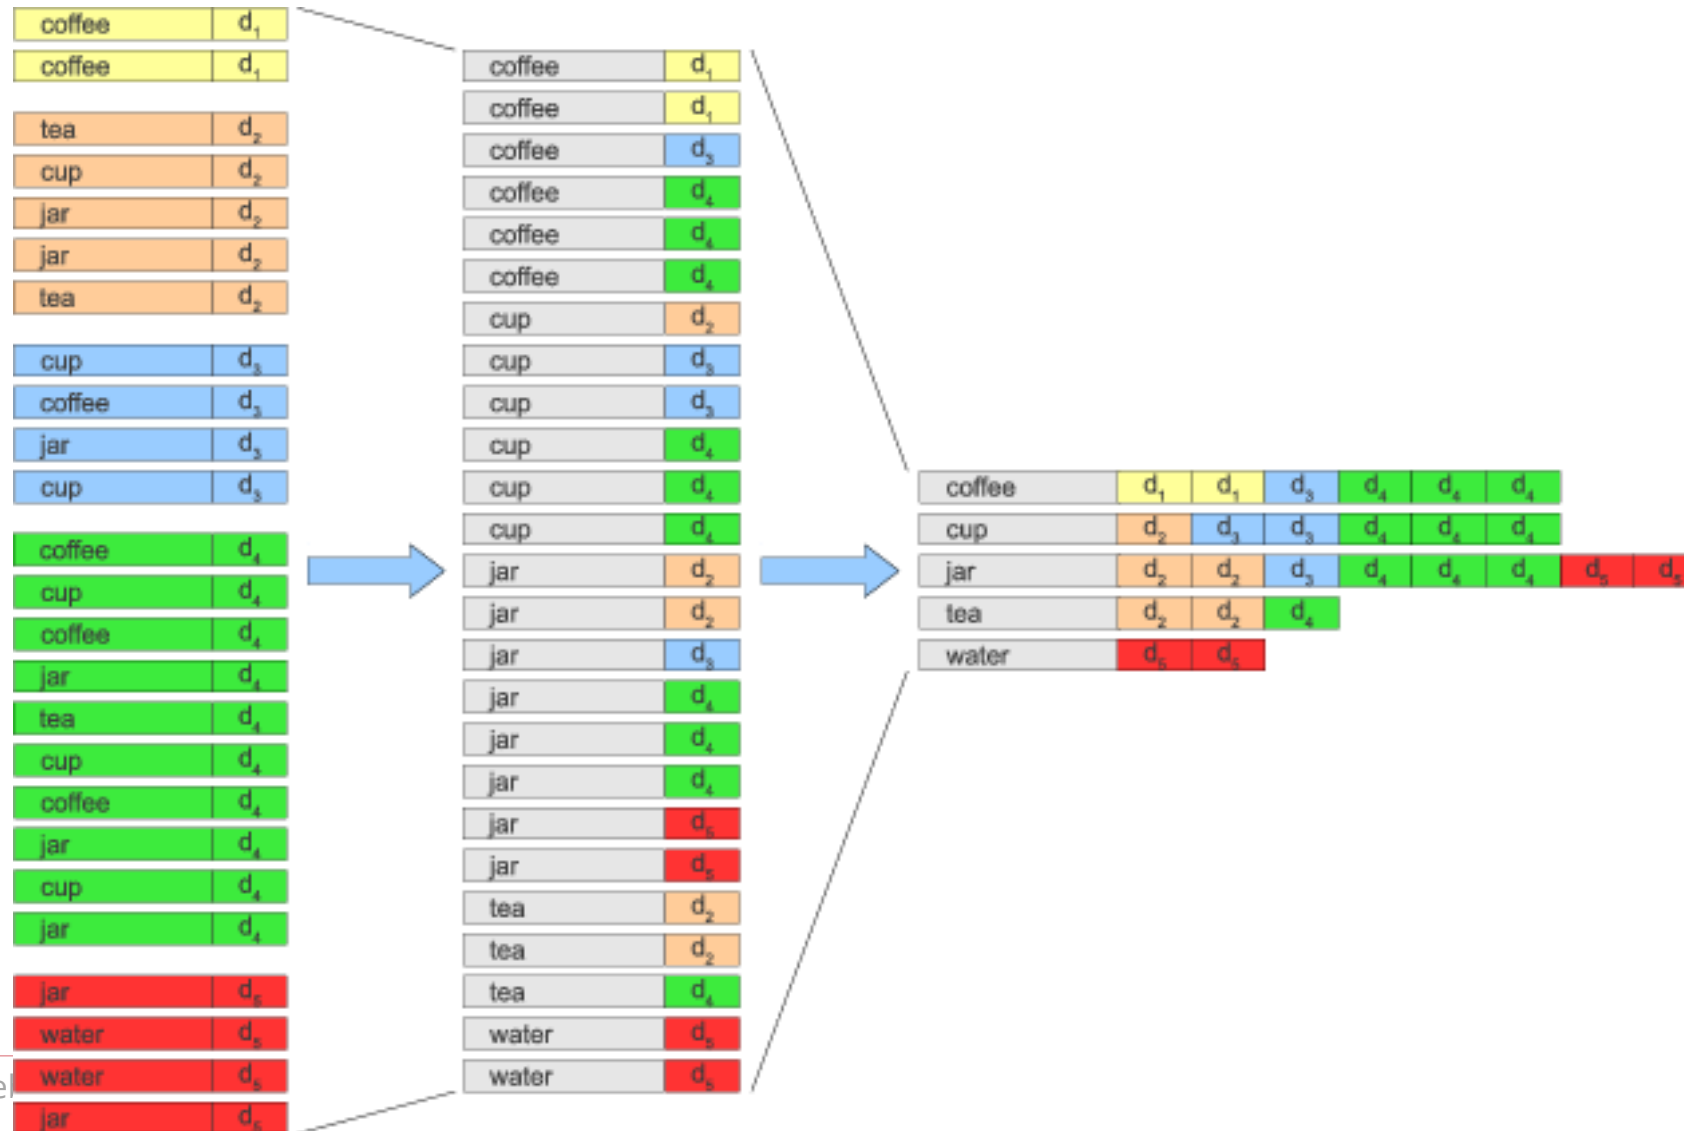 coffee d1
coffee d1
tea d2
cup d2
jar d2
jar d2
tea d2
cup d3
coffee d3
jar d3
cup d3
coffee d4
cup d4
coffee d4
jar d4
tea d4
cup d4
coffee d4
jar d4
cup d4
jar d4
jar d5
water d5
water d5
jar d5
coffee d1
coffee d1
coffee d3
coffee d4
coffee d4
coffee d4
cup d2
cup d3
cup d3
cup d4
cup d4
cup d4
jar d2
jar d2
jar d3
jar d4
jar d4
jar d4
jar d5
jar d5
tea d2
tea d2
tea d4
water d5
water d5
coffee d1 d1 d3 d4 d4 d4
cup d2 d3 d3 d4 d4 d4
jar d2 d2 d3 d4 d4 d4 d5 d5
tea d2 d2 d4
water d5 d5